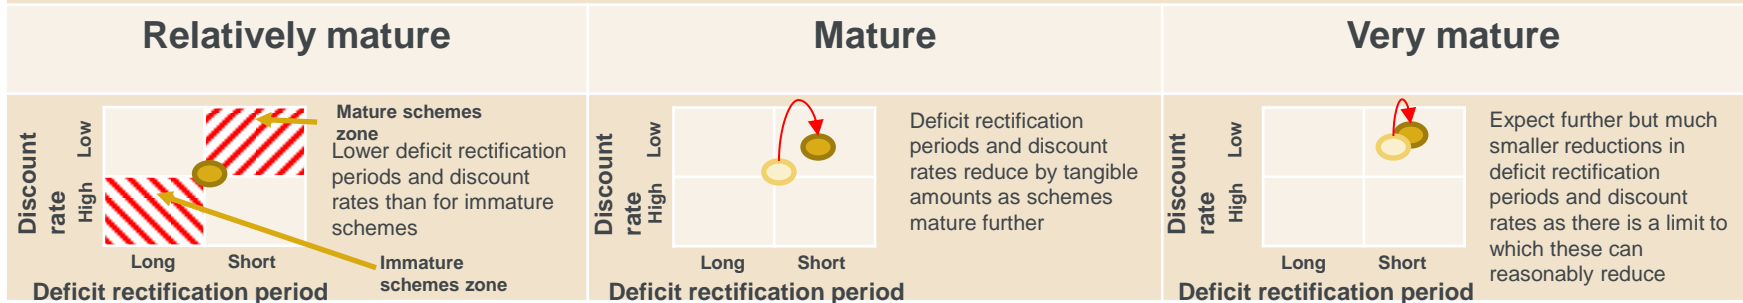 Relatively mature
Mature
Very mature
Discount
rate
Low
High
Long
Short
Deficit rectification period
Mature schemes
zone
Lower deficit rectification
periods and discount
rates than for immature
schemes
Immature
schemes zone
Discount
rate
Low
High
Long
Short
Deficit rectification period
Deficit rectification
periods and discount
rates reduce by tangible
amounts as schemes
mature further
Discount
rate
Low
High
Long
Short
Deficit rectification period
Expect further but much
smaller reductions in
deficit rectification
periods and discount
rates as there is a limit to
which these can
reasonably reduce